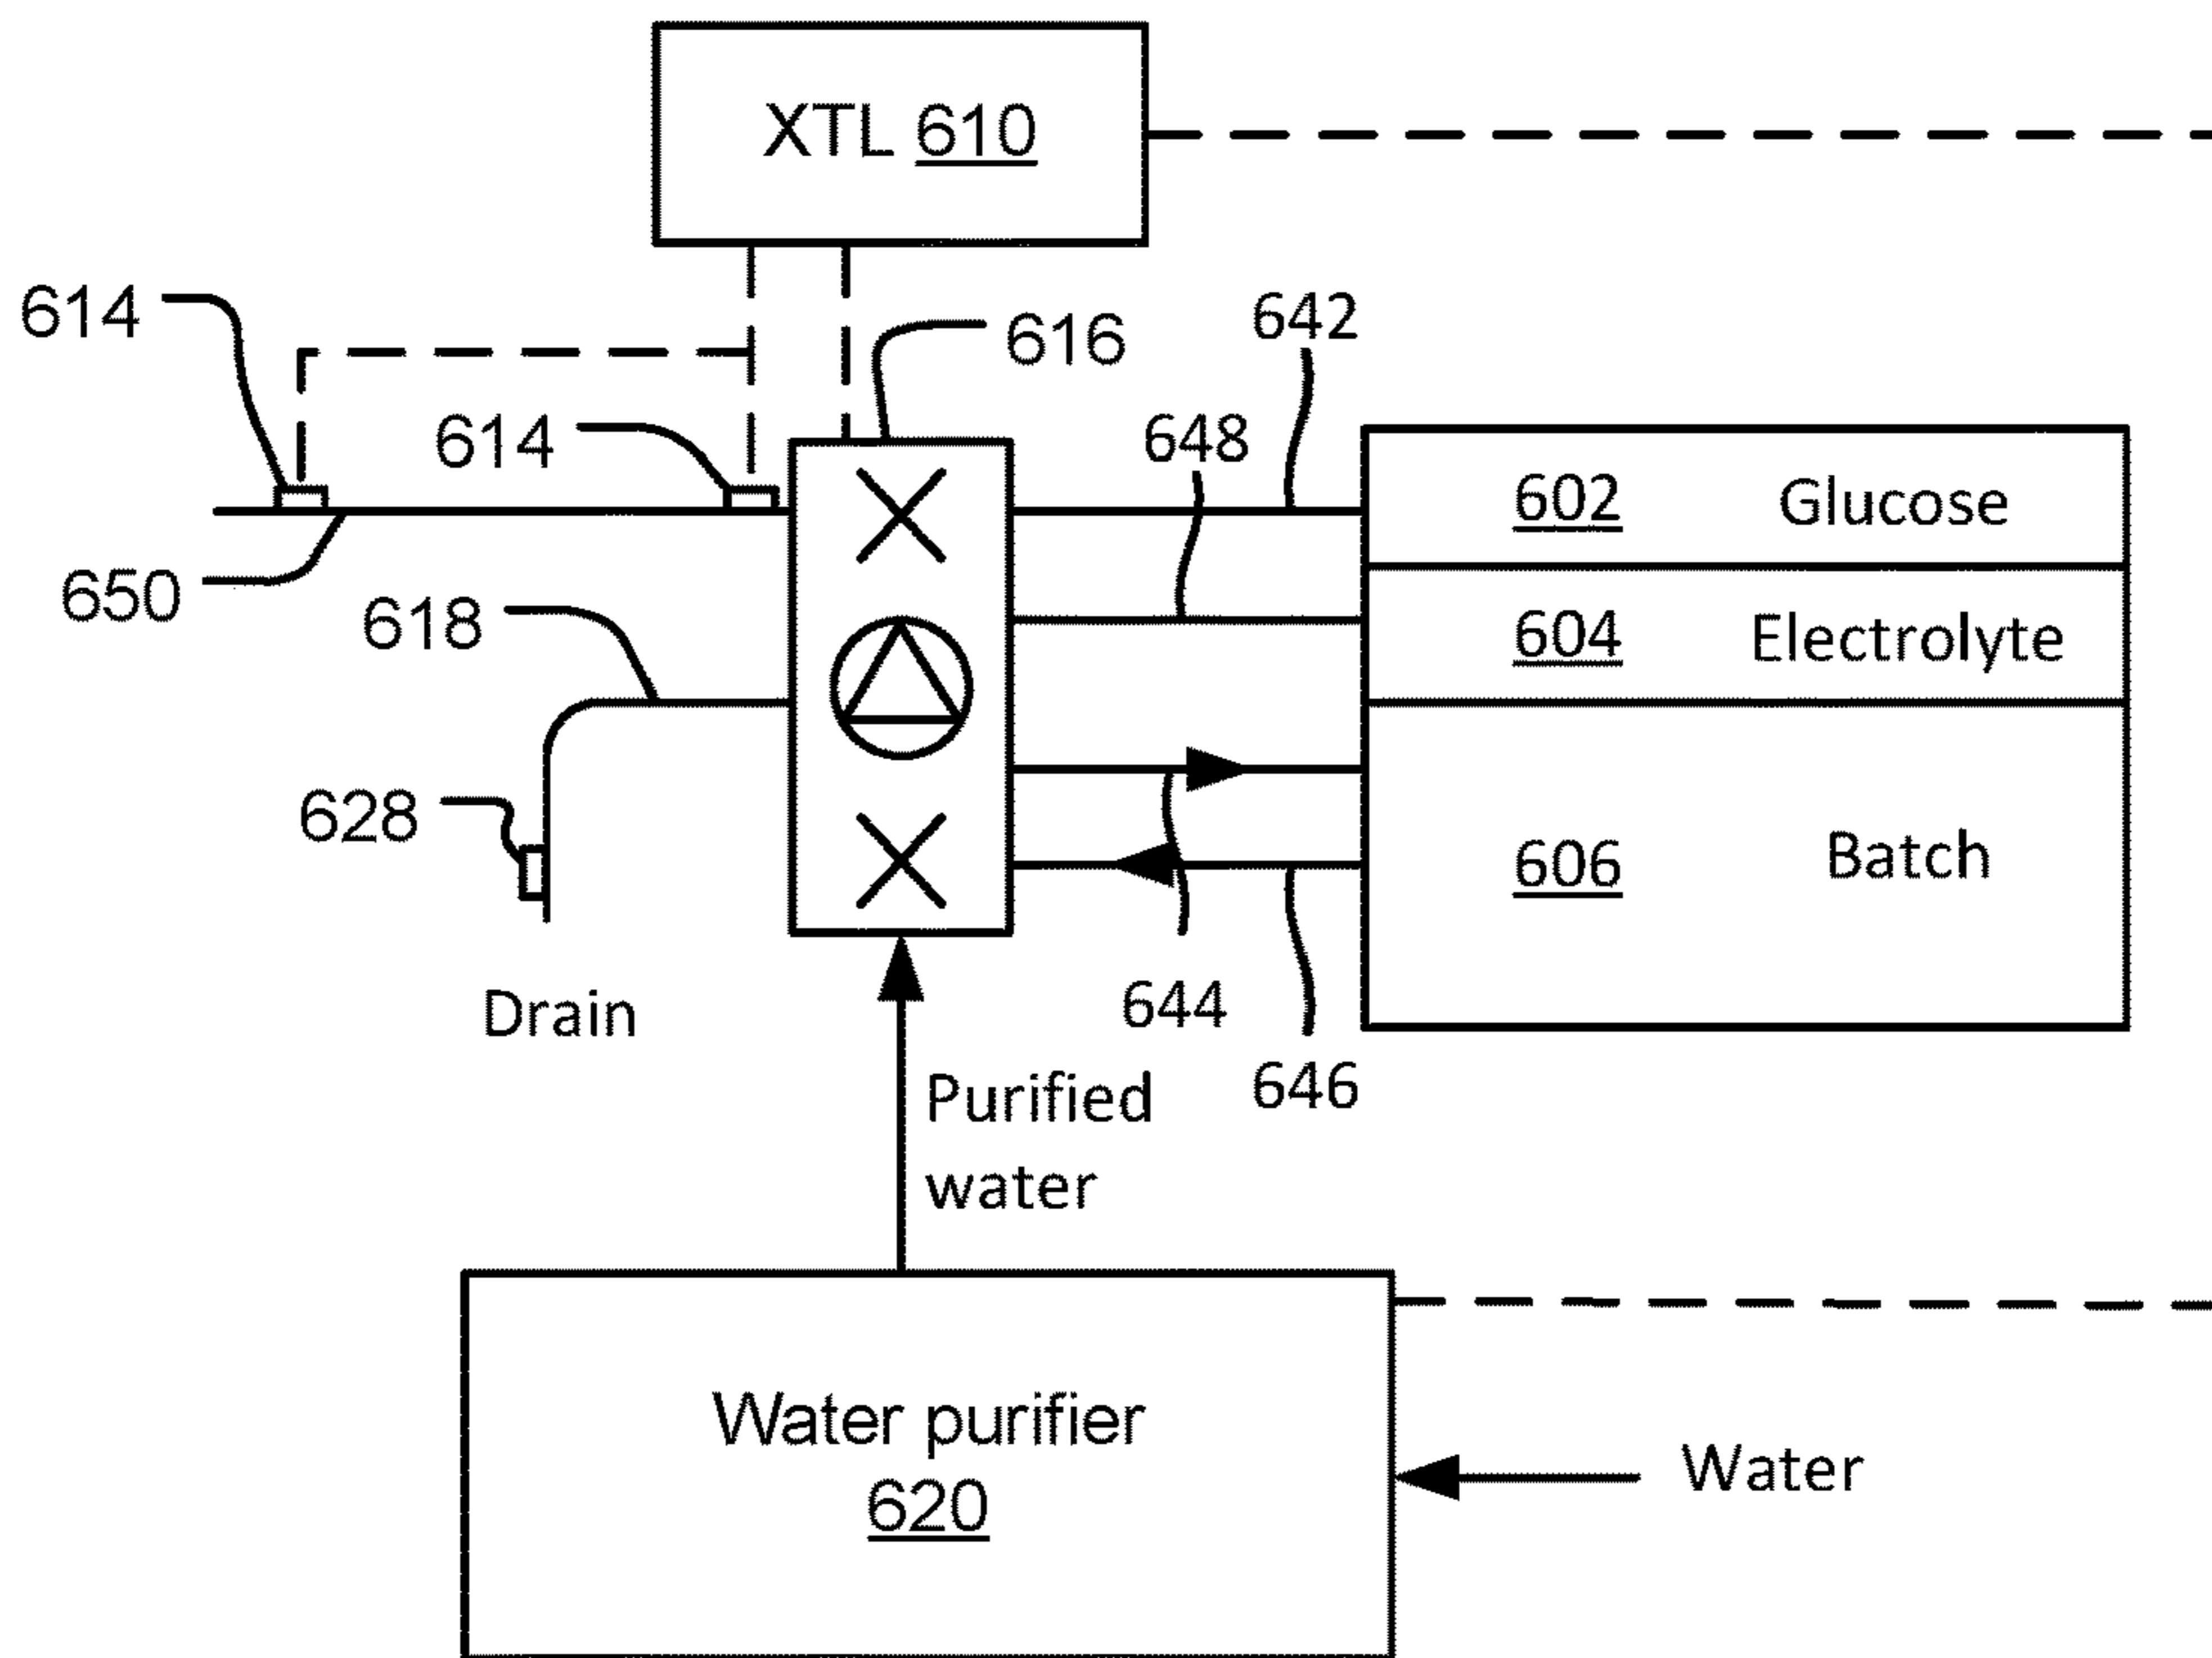 XTL 610
614
616
642
614
648
602 Glucose
650
618
604 Electrolyte
628
606 Batch
Drain
644
646
Purified
water
Water purifier
620
Water